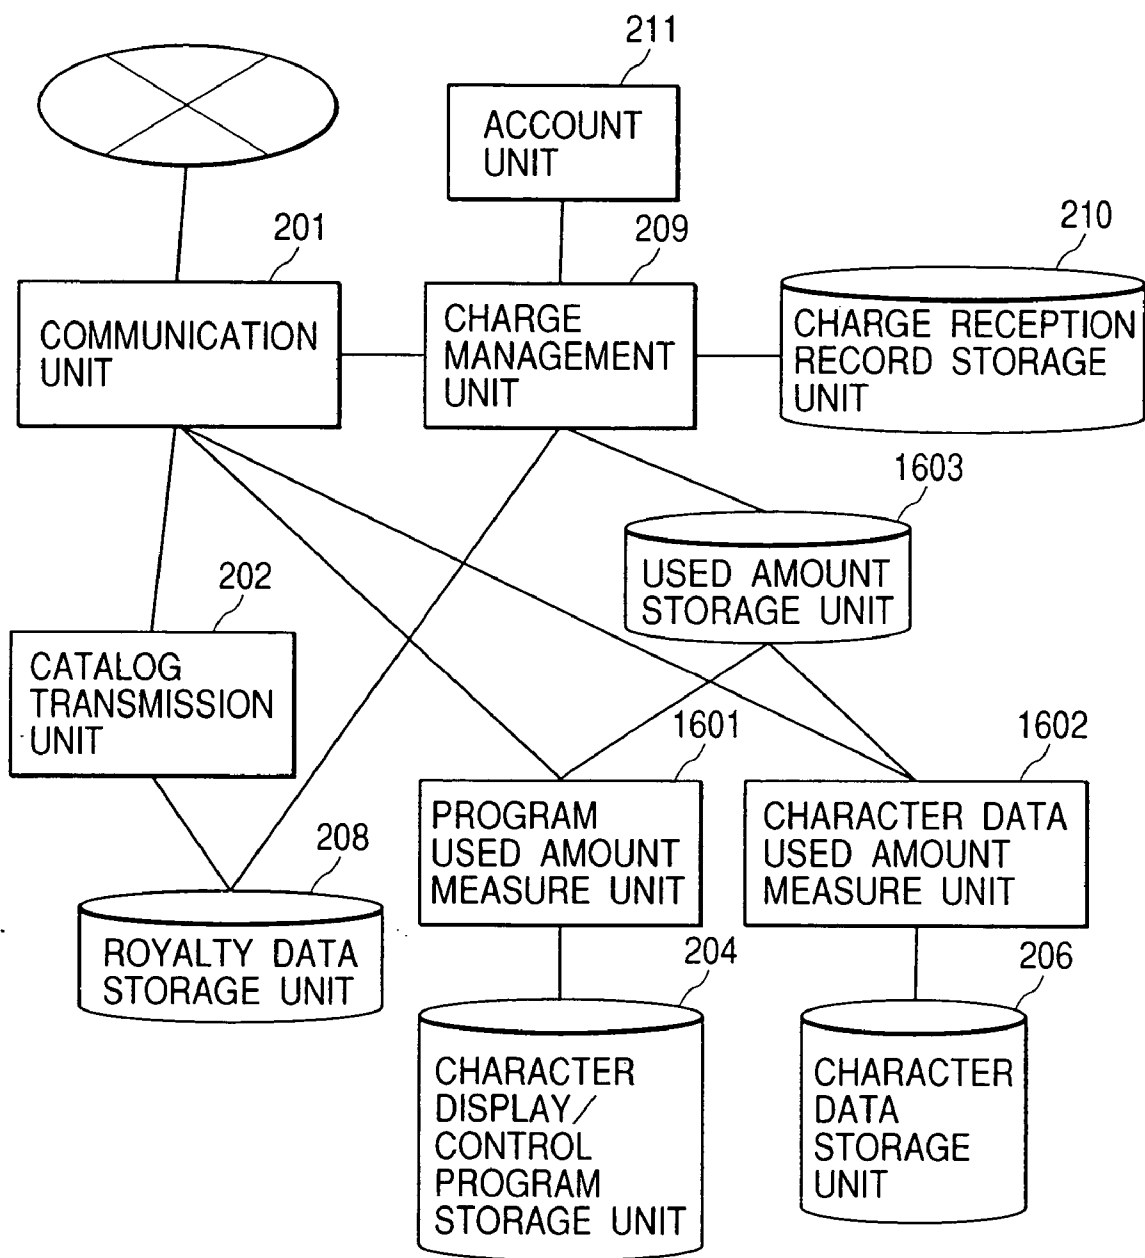 211
ACCOUNT
UNIT
201
209
210
COMMUNICATION
UNIT
CHARGE
MANAGEMENT
UNIT
CHARGE RECEPTION
RECORD STORAGE
UNIT
1603
USED AMOUNT
STORAGE UNIT
202
CATALOG
TRANSMISSION
UNIT
1601
1602
PROGRAM
USED AMOUNT
MEASURE UNIT
CHARACTER DATA
USED AMOUNT
MEASURE UNIT
208
ROYALTY DATA
STORAGE UNIT
204
206
CHARACTER
DISPLAY/
CONTROL
PROGRAM
STORAGE UNIT
CHARACTER
DATA
STORAGE
UNIT